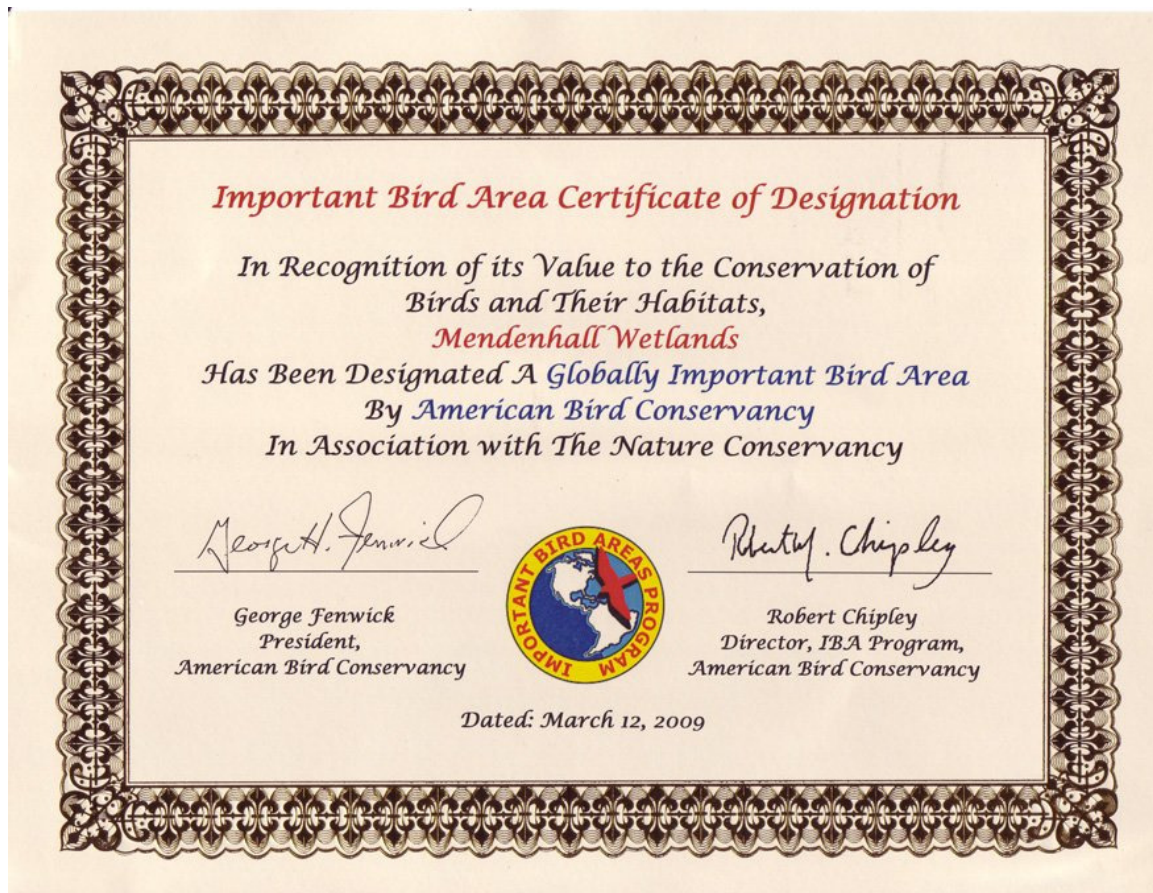 Important Bird Area Certificate of Designation
In Recognition of its Value to the Conservation of
Birds and Their Habitats,
Mendenhall Wetlands
Has Been Designated A Globally Important Bird Area
By American Bird Conservancy
In Association with The Nature Conservancy
George H. Fenwick
Robert M. Chipley
George Fenwick
President,
American Bird Conservancy
IMPORTANT BIRD AREAS PROGRAM
Robert Chipley
Director, IBA Program,
American Bird Conservancy
Dated: March 12, 2009